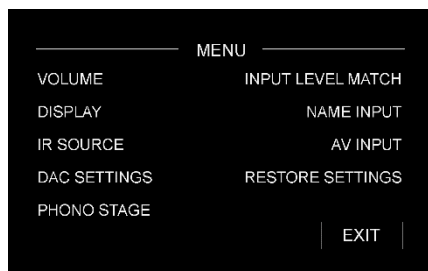 MENU
VOLUME INPUT LEVEL MATCH
DISPLAY NAME INPUT
IR SOURCE AV INPUT
DAC SETTINGS RESTORE SETTINGS
PHONO STAGE
EXIT